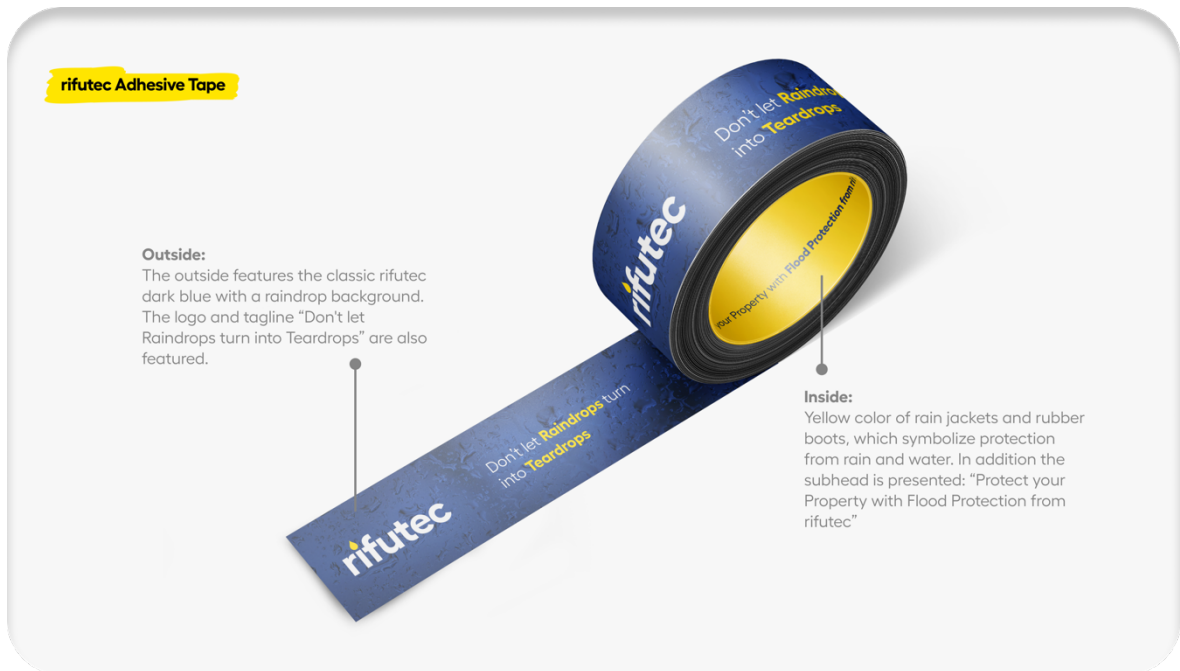 rifutec Adhesive Tape
Don't let Raindrop
into Teardrops
rifutec
your Property with Flood Protection from ri
Outside:
The outside features the classic rifutec
dark blue with a raindrop background.
The logo and tagline “Don't let
Raindrops turn into Teardrops” are also
featured.
Don't let Raindrops turn
into Teardrops
rifutec
Inside:
Yellow color of rain jackets and rubber
boots, which symbolize protection
from rain and water. In addition the
subhead is presented: “Protect your
Property with Flood Protection from
rifutec”